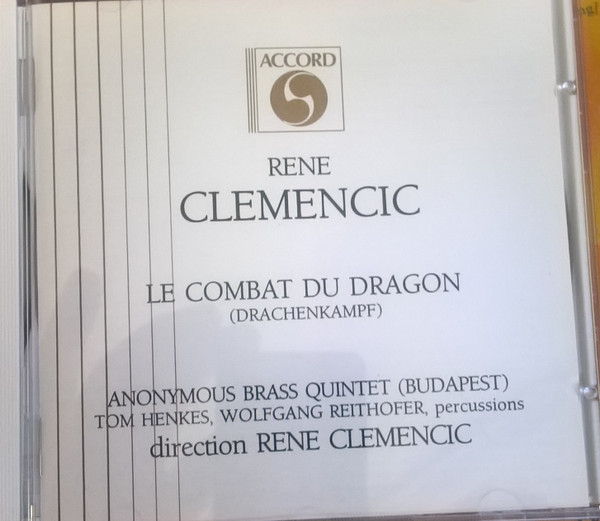 ACCORD
RENE
CLEMENCIC
LE COMBAT DU DRAGON
(DRACHENKAMPF)
ANONYMOUS BRASS QUINTET (BUDAPEST)
TOM HENKES, WOLFGANG REITHOFER, percussions
direction RENE CLEMENCIC